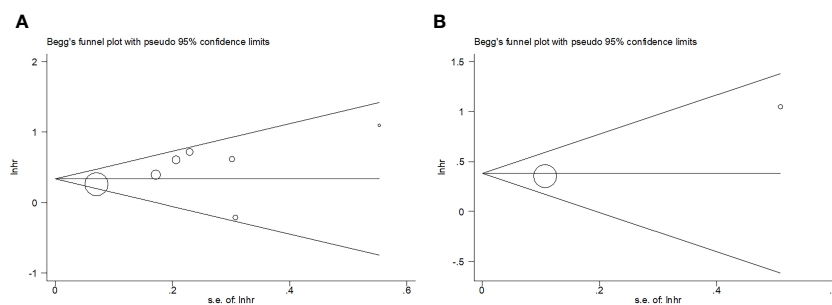 A
Begg's funnel plot with pseudo 95% confidence limits
2
1
0
-1
lnhr
0
.2
.4
.6
s.e. of: lnhr
B
Begg's funnel plot with pseudo 95% confidence limits
1.5
1
.5
0
-.5
lnhr
0
.2
.4
s.e. of: lnhr